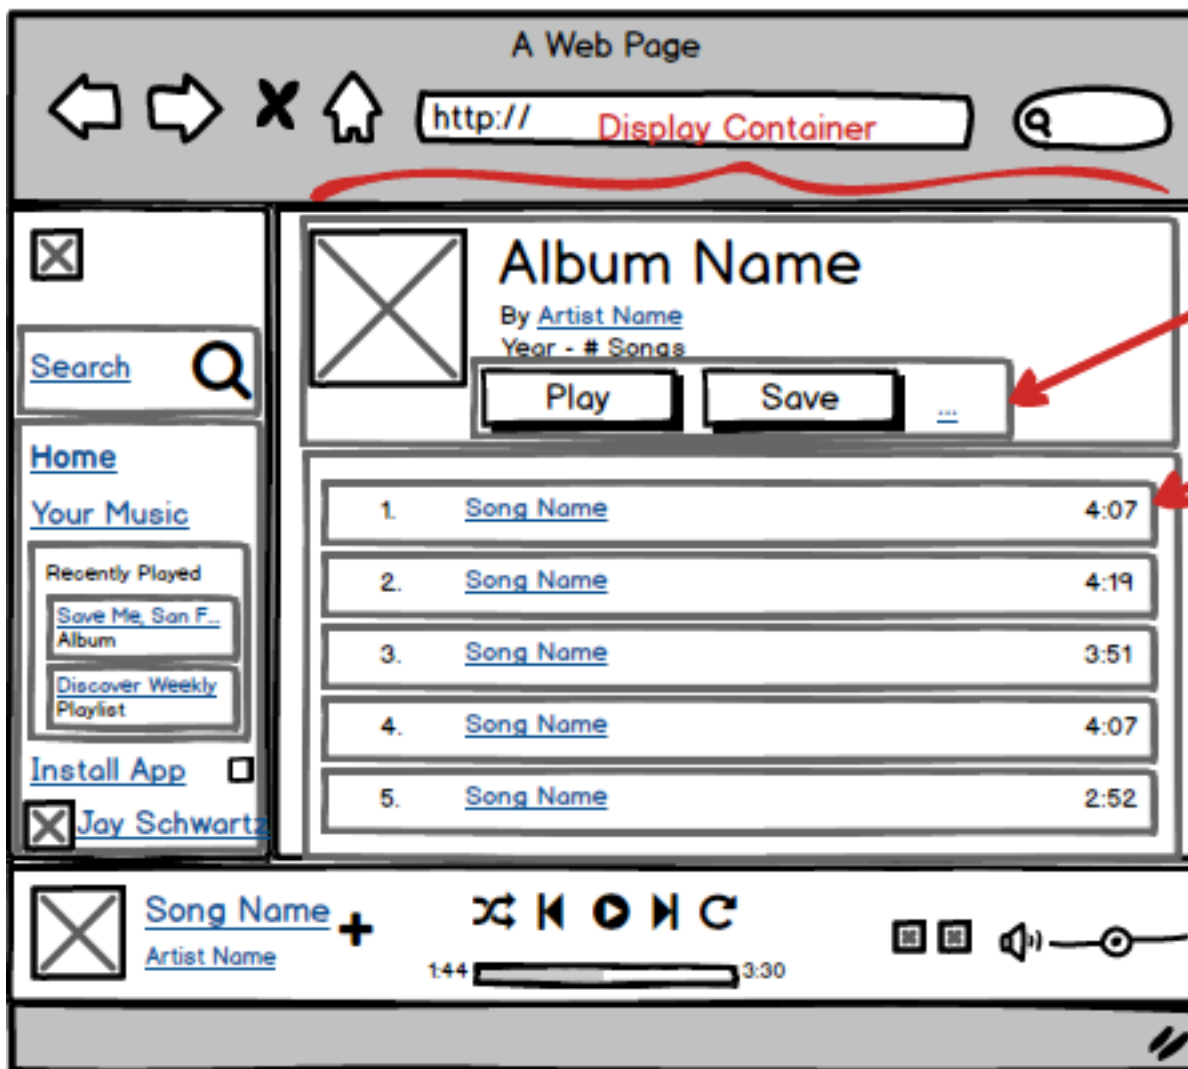 A Web Page
http://
Display Container
Search
Home
Your Music
Recently Played
Save Me, San F...
Album
Discover Weekly
Playlist
Install App
Jay Schwartz
Album Name
By Artist Name
Year - # Songs
Play Save ...
1. Song Name 4:07
2. Song Name 4:19
3. Song Name 3:51
4. Song Name 4:07
5. Song Name 2:52
Song Name
Artist Name
1:44 3:30